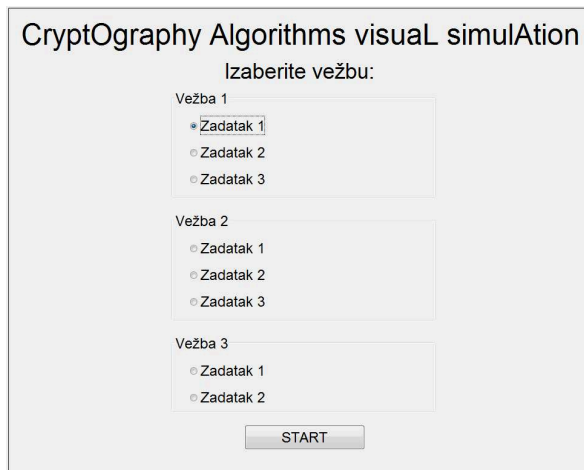 CryptOgraphy Algorithms visuaL simulAtion
Izaberite vežbu:
Vežba 1
Zadatak 1
Zadatak 2
Zadatak 3
Vežba 2
Zadatak 1
Zadatak 2
Zadatak 3
Vežba 3
Zadatak 1
Zadatak 2
START